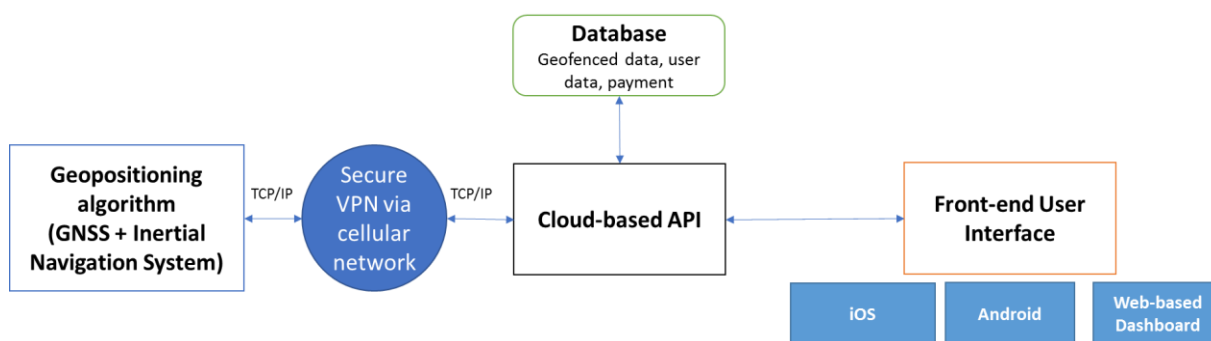 Database
Geofenced data, user
data, payment
Geopositioning
algorithm
(GNSS + Inertial
Navigation System)
TCP/IP
Secure
VPN via
cellular
network
TCP/IP
Cloud-based API
Front-end User
Interface
iOS
Android
Web-based
Dashboard